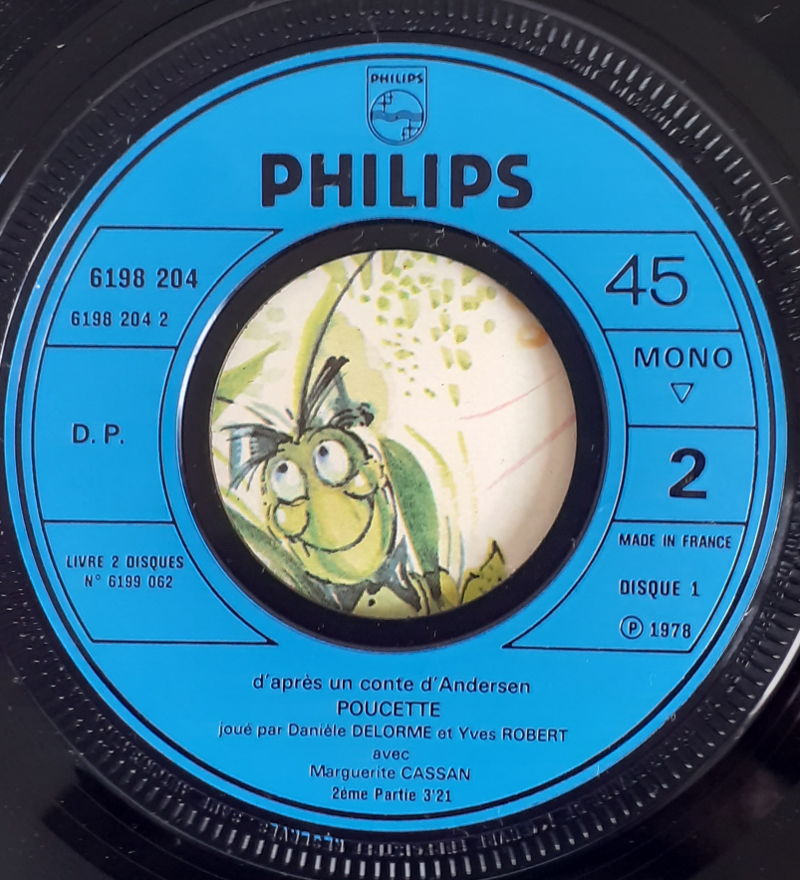 PHILIPS
PHILIPS
6198 204
6198 204 2
D. P.
LIVRE 2 DISQUES
N° 6199 062
45
MONO
2
MADE IN FRANCE
DISQUE 1
Ⓟ 1978
d'après un conte d'Andersen
POUCETTE
joué par Danièle DELORME et Yves ROBERT
avec
Marguerite CASSAN
2éme Partie 3'21